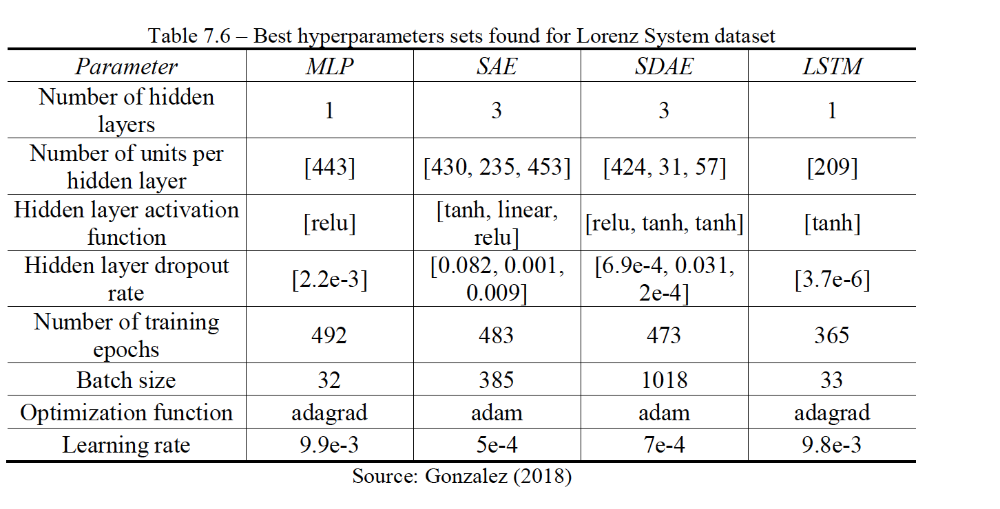 Table 7.6 – Best hyperparameters sets found for Lorenz System dataset
Parameter MLP SAE SDAE LSTM
Number of hidden
layers 1 3 3 1
Number of units per
hidden layer [443] [430, 235, 453] [424, 31, 57] [209]
Hidden layer activation
function [relu] [tanh, linear,
relu] [relu, tanh, tanh] [tanh]
Hidden layer dropout
rate [2.2e-3] [0.082, 0.001,
0.009] [6.9e-4, 0.031,
2e-4] [3.7e-6]
Number of training
epochs 492 483 473 365
Batch size 32 385 1018 33
Optimization function adagrad adam adam adagrad
Learning rate 9.9e-3 5e-4 7e-4 9.8e-3
Source: Gonzalez (2018)